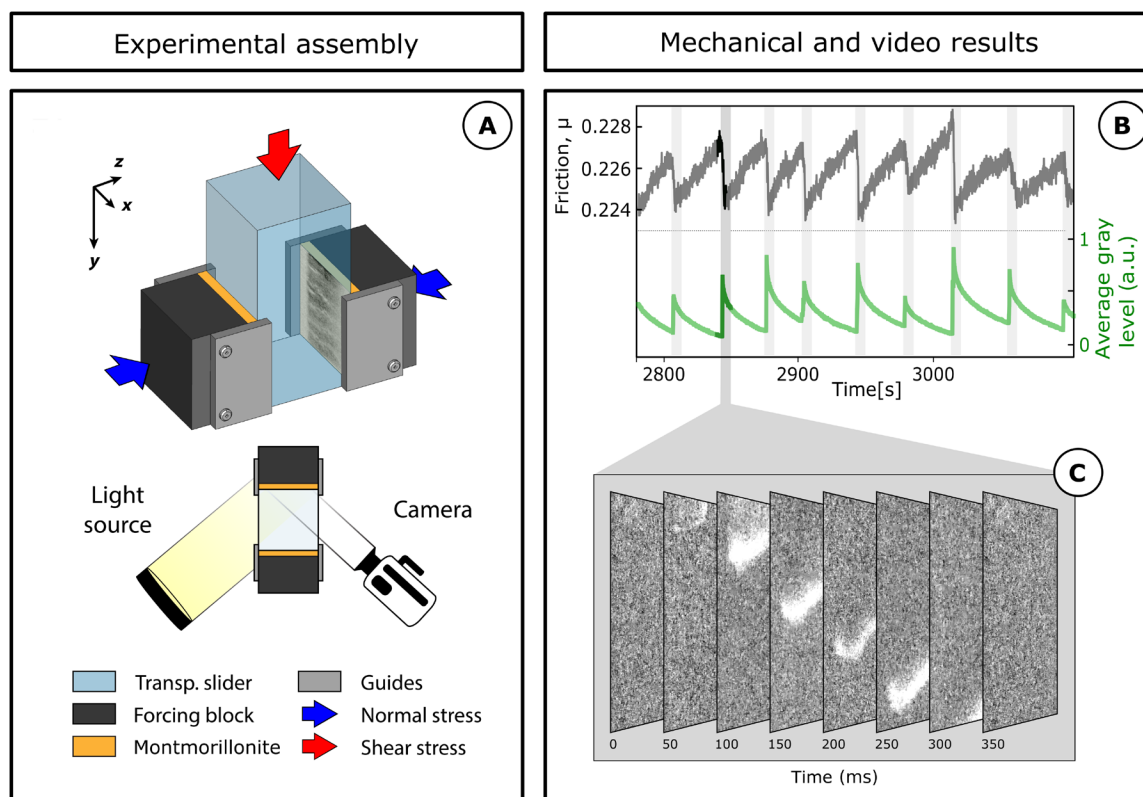 Experimental assembly
Mechanical and video results
A
z
x
y
Light
source
Camera
Transp. slider
Guides
Forcing block
Normal stress
Montmorillonite
Shear stress
B
Friction, μ
0.228
0.226
0.224
Average gray
level (a.u.)
1
0
2800
2900
3000
Time[s]
C
0
50
100
150
200
250
300
350
Time (ms)